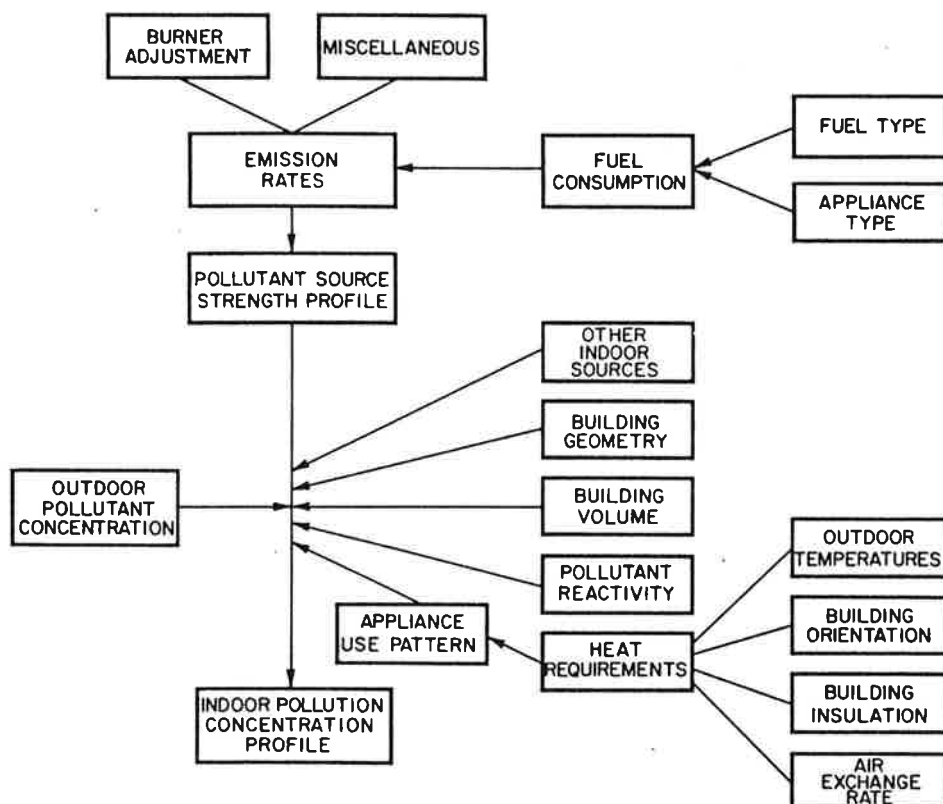 BURNER
ADJUSTMENT
MISCELLANEOUS
EMISSION
RATES
FUEL
CONSUMPTION
FUEL TYPE
APPLIANCE
TYPE
POLLUTANT SOURCE
STRENGTH PROFILE
OTHER
INDOOR
SOURCES
BUILDING
GEOMETRY
OUTDOOR
POLLUTANT
CONCENTRATION
BUILDING
VOLUME
POLLUTANT
REACTIVITY
OUTDOOR
TEMPERATURES
APPLIANCE
USE PATTERN
HEAT
REQUIREMENTS
BUILDING
ORIENTATION
BUILDING
INSULATION
INDOOR POLLUTION
CONCENTRATION
PROFILE
AIR
EXCHANGE
RATE